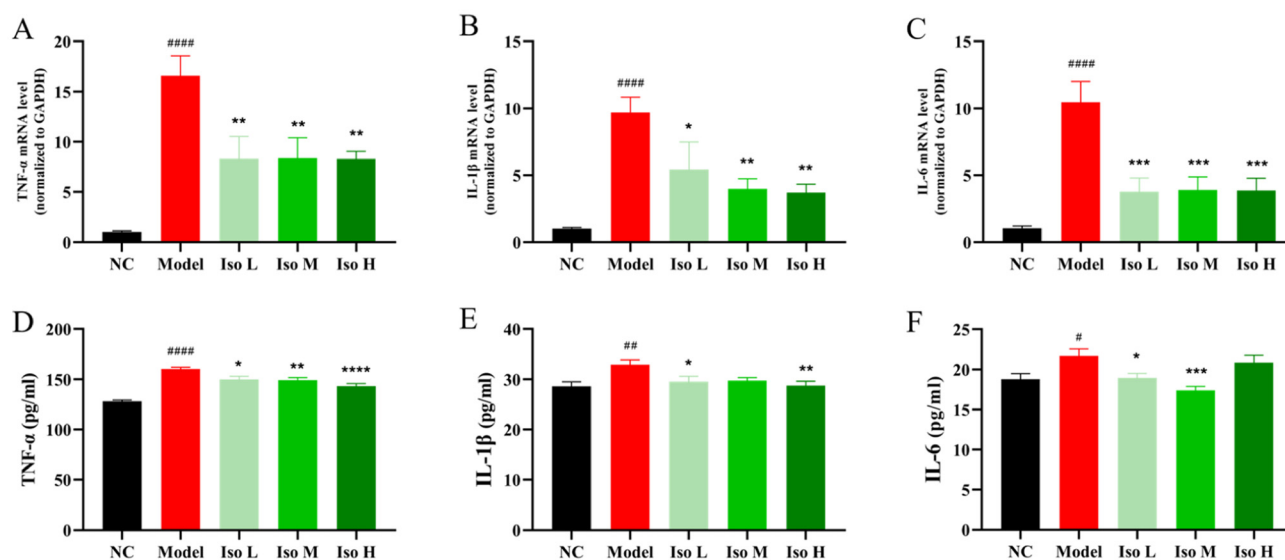 A
TNF-α mRNA level
(normalized to GAPDH)
20
15
10
5
0
####
**
**
**
NC Model Iso L Iso M Iso H
B
IL-1β mRNA level
(normalized to GAPDH)
15
10
5
0
####
*
**
**
NC Model Iso L Iso M Iso H
C
IL-6 mRNA level
(normalized to GAPDH)
15
10
5
0
####
***
***
***
NC Model Iso L Iso M Iso H
D
TNF-α (pg/ml)
200
150
100
50
0
####
*
**
****
NC Model Iso L Iso M Iso H
E
IL-1β (pg/ml)
40
30
20
10
0
##
*
**
NC Model Iso L Iso M Iso H
F
IL-6 (pg/ml)
25
20
15
10
5
0
#
*
***
NC Model Iso L Iso M Iso H